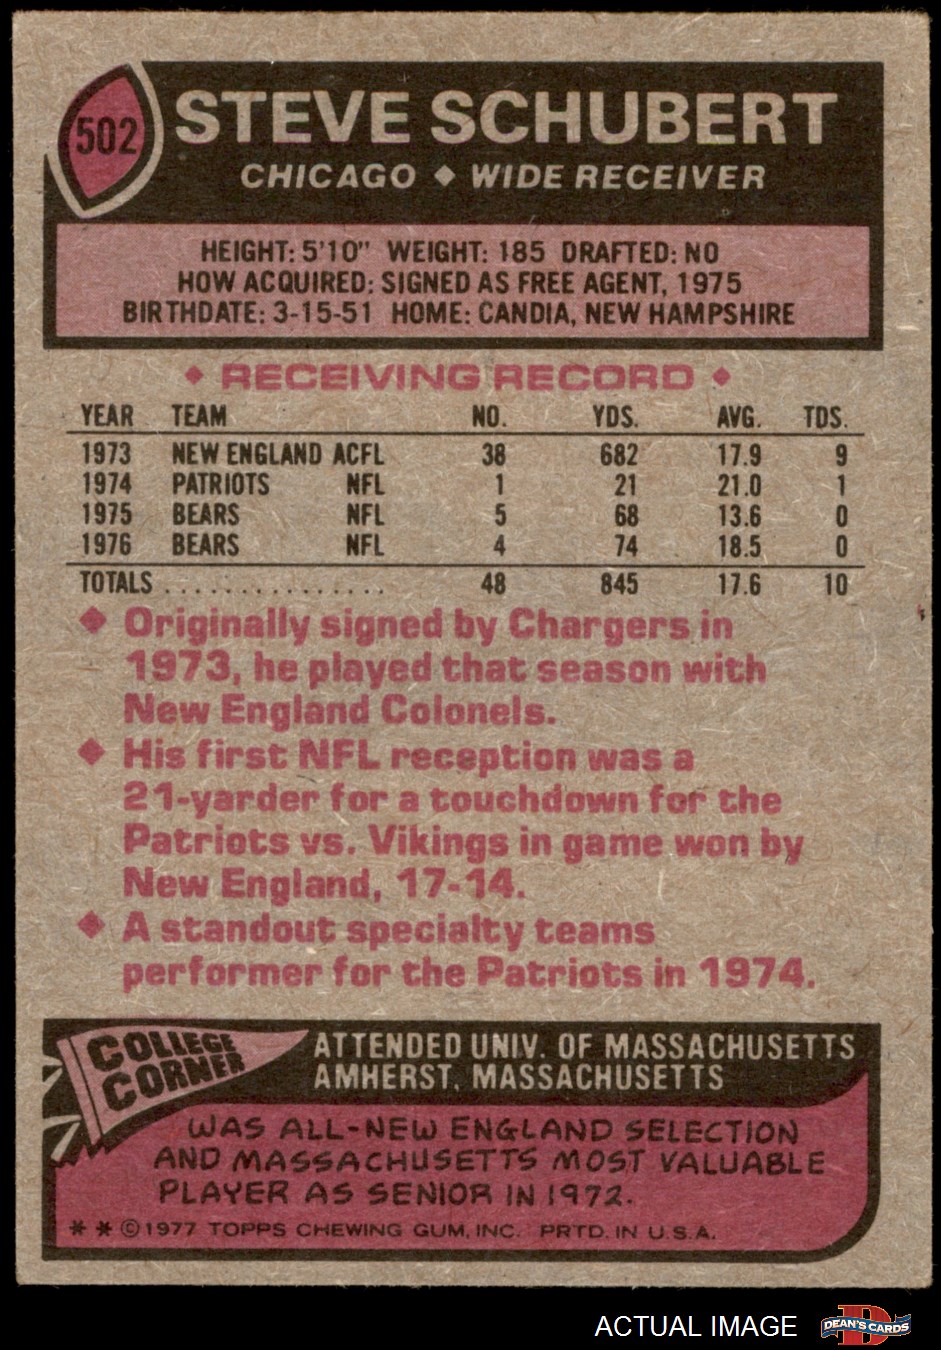 502
STEVE SCHUBERT
CHICAGO ◆ WIDE RECEIVER
HEIGHT: 5'10" WEIGHT: 185 DRAFTED: NO
HOW ACQUIRED: SIGNED AS FREE AGENT, 1975
BIRTHDATE: 3-15-51 HOME: CANDIA, NEW HAMPSHIRE
◆ RECEIVING RECORD ◆
YEAR TEAM NO. YDS. AVG. TDS.
1973 NEW ENGLAND ACFL 38 682 17.9 9
1974 PATRIOTS NFL 1 21 21.0 1
1975 BEARS NFL 5 68 13.6 0
1976 BEARS NFL 4 74 18.5 0
TOTALS . . . . . . . . . . . . . . . 48 845 17.6 10
◆ Originally signed by Chargers in
1973, he played that season with
New England Colonels.
◆ His first NFL reception was a
21-yarder for a touchdown for the
Patriots vs. Vikings in game won by
New England, 17-14.
◆ A standout specialty teams
performer for the Patriots in 1974.
COLLEGE
CORNER
ATTENDED UNIV. OF MASSACHUSETTS
AMHERST, MASSACHUSETTS
WAS ALL-NEW ENGLAND SELECTION
AND MASSACHUSETTS MOST VALUABLE
PLAYER AS SENIOR IN 1972.
* * © 1977 TOPPS CHEWING GUM, INC. PRTD. IN U.S.A.
ACTUAL IMAGE
DEAN'S CARDS